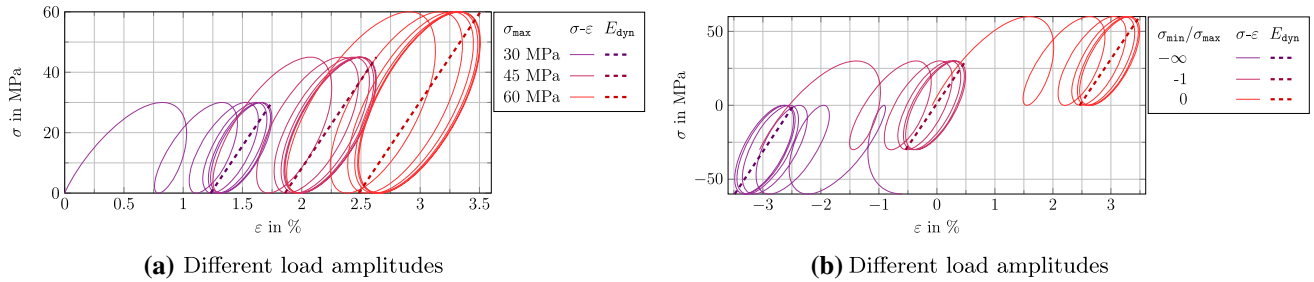 60
40
20
0
σ in MPa
0 0.5 1 1.5 2 2.5 3 3.5
ε in %
σmax σ-ε Edyn
30 MPa
45 MPa
60 MPa
(a) Different load amplitudes
50
0
−50
σ in MPa
−3 −2 −1 0 1 2 3
ε in %
σmin/σmax σ-ε Edyn
−∞
-1
0
(b) Different load amplitudes